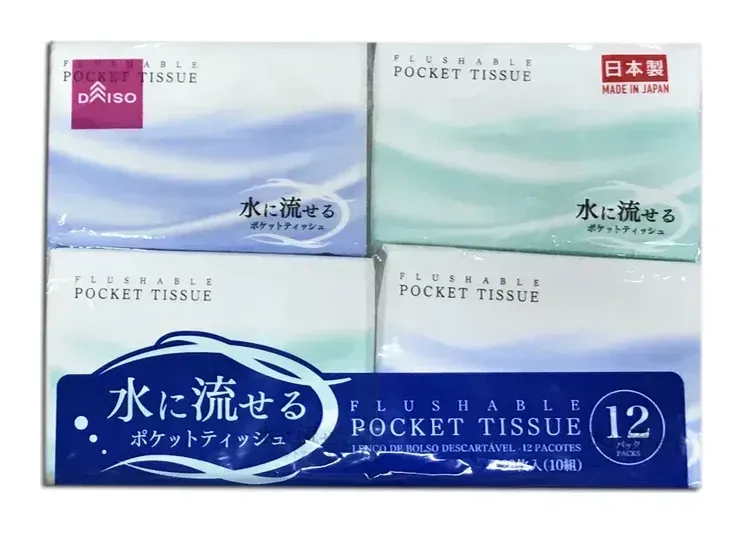 FLUSHABLE
POCKET TISSUE
DAISO
水に流せる
ポケットティッシュ
FLUSHABLE
POCKET TISSUE
日本製
MADE IN JAPAN
水に流せる
ポケットティッシュ
FLUSHABLE
POCKET TISSUE
FLUSHABLE
POCKET TISSUE
水に流せる
ポケットティッシュ
FLUSHABLE
POCKET TISSUE
LENÇO DE BOLSO DESCARTÁVEL · 12 PACOTES
枚入(10組)
12
パック
PACKS